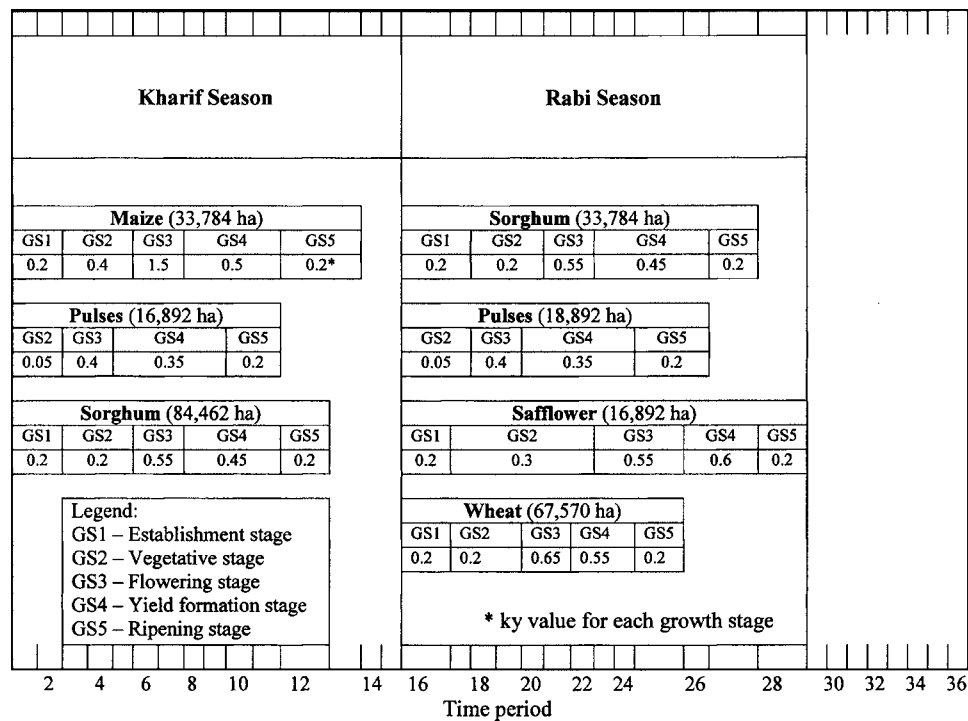 Kharif Season Rabi Season
Maize (33,784 ha)
GS1 GS2 GS3 GS4 GS5
0.2 0.4 1.5 0.5 0.2*
Sorghum (33,784 ha)
GS1 GS2 GS3 GS4 GS5
0.2 0.2 0.55 0.45 0.2
Pulses (16,892 ha)
GS2 GS3 GS4 GS5
0.05 0.4 0.35 0.2
Pulses (18,892 ha)
GS2 GS3 GS4 GS5
0.05 0.4 0.35 0.2
Sorghum (84,462 ha)
GS1 GS2 GS3 GS4 GS5
0.2 0.2 0.55 0.45 0.2
Safflower (16,892 ha)
GS1 GS2 GS3 GS4 GS5
0.2 0.3 0.55 0.6 0.2
Legend:
GS1 – Establishment stage
GS2 – Vegetative stage
GS3 – Flowering stage
GS4 – Yield formation stage
GS5 – Ripening stage
Wheat (67,570 ha)
GS1 GS2 GS3 GS4 GS5
0.2 0.2 0.65 0.55 0.2
* ky value for each growth stage
2 4 6 8 10 12 14 16 18 20 22 24 26 28 30 32 34 36
Time period